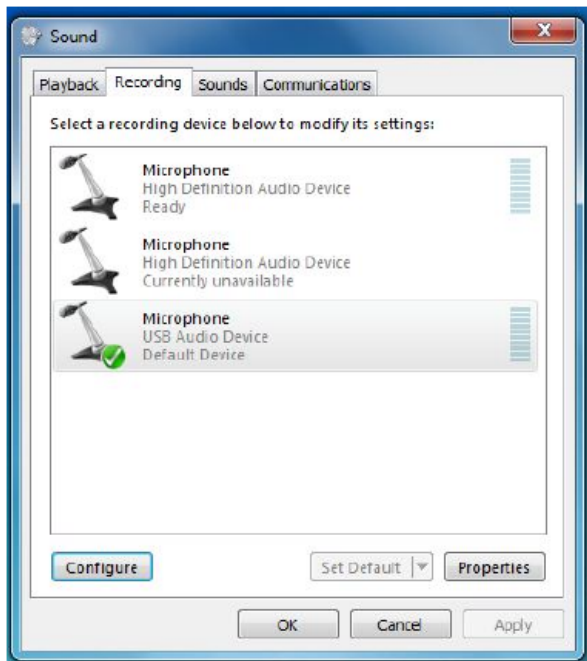 Sound
Playback Recording Sounds Communications
Select a recording device below to modify its settings:
Microphone
High Definition Audio Device
Ready
Microphone
High Definition Audio Device
Currently unavailable
Microphone
USB Audio Device
Default Device
Configure Set Default Properties
OK Cancel Apply